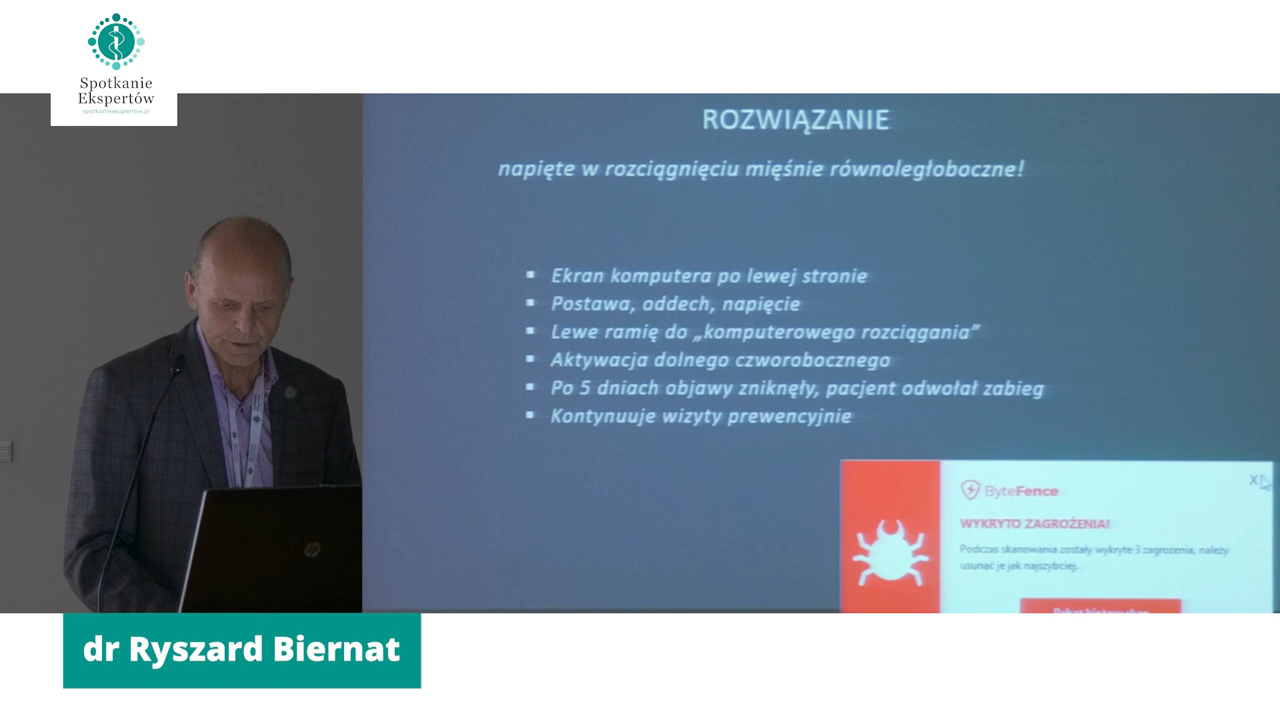 Spotkanie
Ekspertów
spotkanieekspertow.pl
ROZWIĄZANIE
napięte w rozciągnięciu mięśnie równoległoboczne!
▪ Ekran komputera po lewej stronie
▪ Postawa, oddech, napięcie
▪ Lewe ramię do „komputerowego rozciągania”
▪ Aktywacja dolnego czworobocznego
▪ Po 5 dniach objawy zniknęły, pacjent odwołał zabieg
▪ Kontynuuje wizyty prewencyjnie
ByteFence
X
WYKRYTO ZAGROŻENIA!
Podczas skanowania zostały wykryte 3 zagrożenia, należy
usunąć je jak najszybciej.
hp
dr Ryszard Biernat